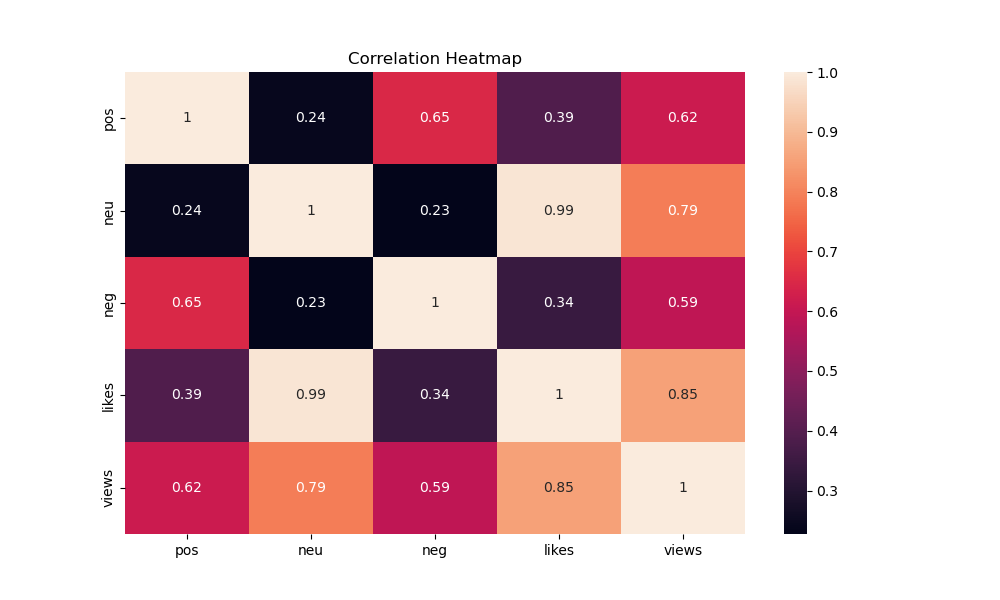 Correlation Heatmap
pos 1 0.24 0.65 0.39 0.62
neu 0.24 1 0.23 0.99 0.79
neg 0.65 0.23 1 0.34 0.59
likes 0.39 0.99 0.34 1 0.85
views 0.62 0.79 0.59 0.85 1
pos neu neg likes views
1.0
0.9
0.8
0.7
0.6
0.5
0.4
0.3